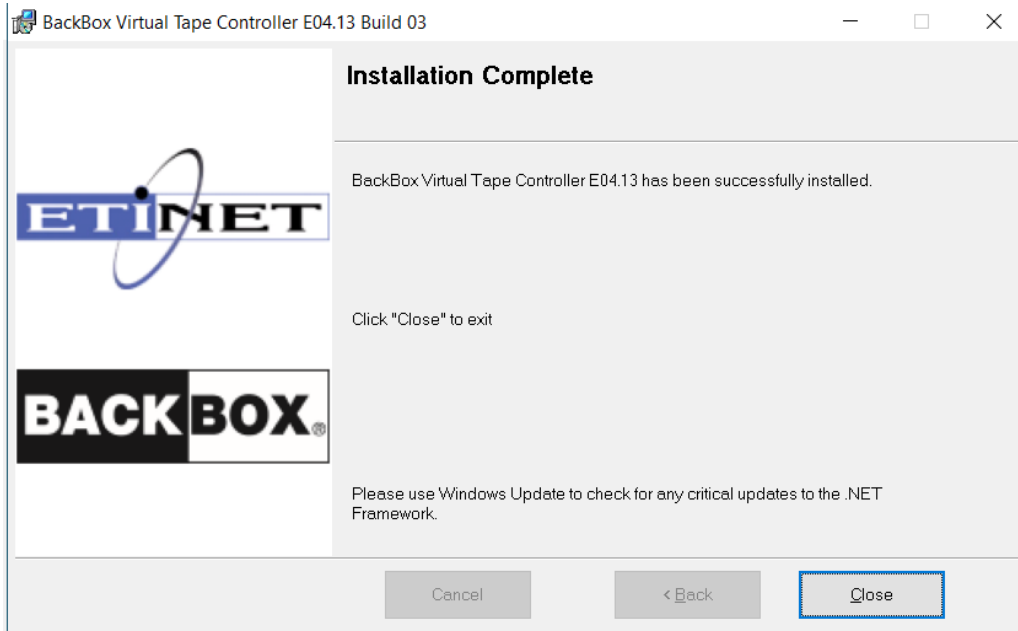 BackBox Virtual Tape Controller E04.13 Build 03
Installation Complete
ETINET
BackBox Virtual Tape Controller E04.13 has been successfully installed.
Click "Close" to exit
BACKBOX®
Please use Windows Update to check for any critical updates to the .NET
Framework.
Cancel
< Back
Close